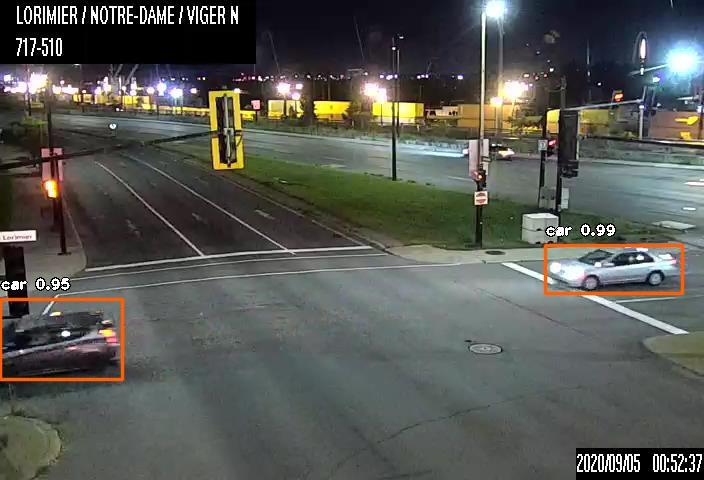 LORIMIER / NOTRE-DAME / VIGER N
717-510
car 0.99
Lorimier
car 0.95
2020/09/05 00:52:37